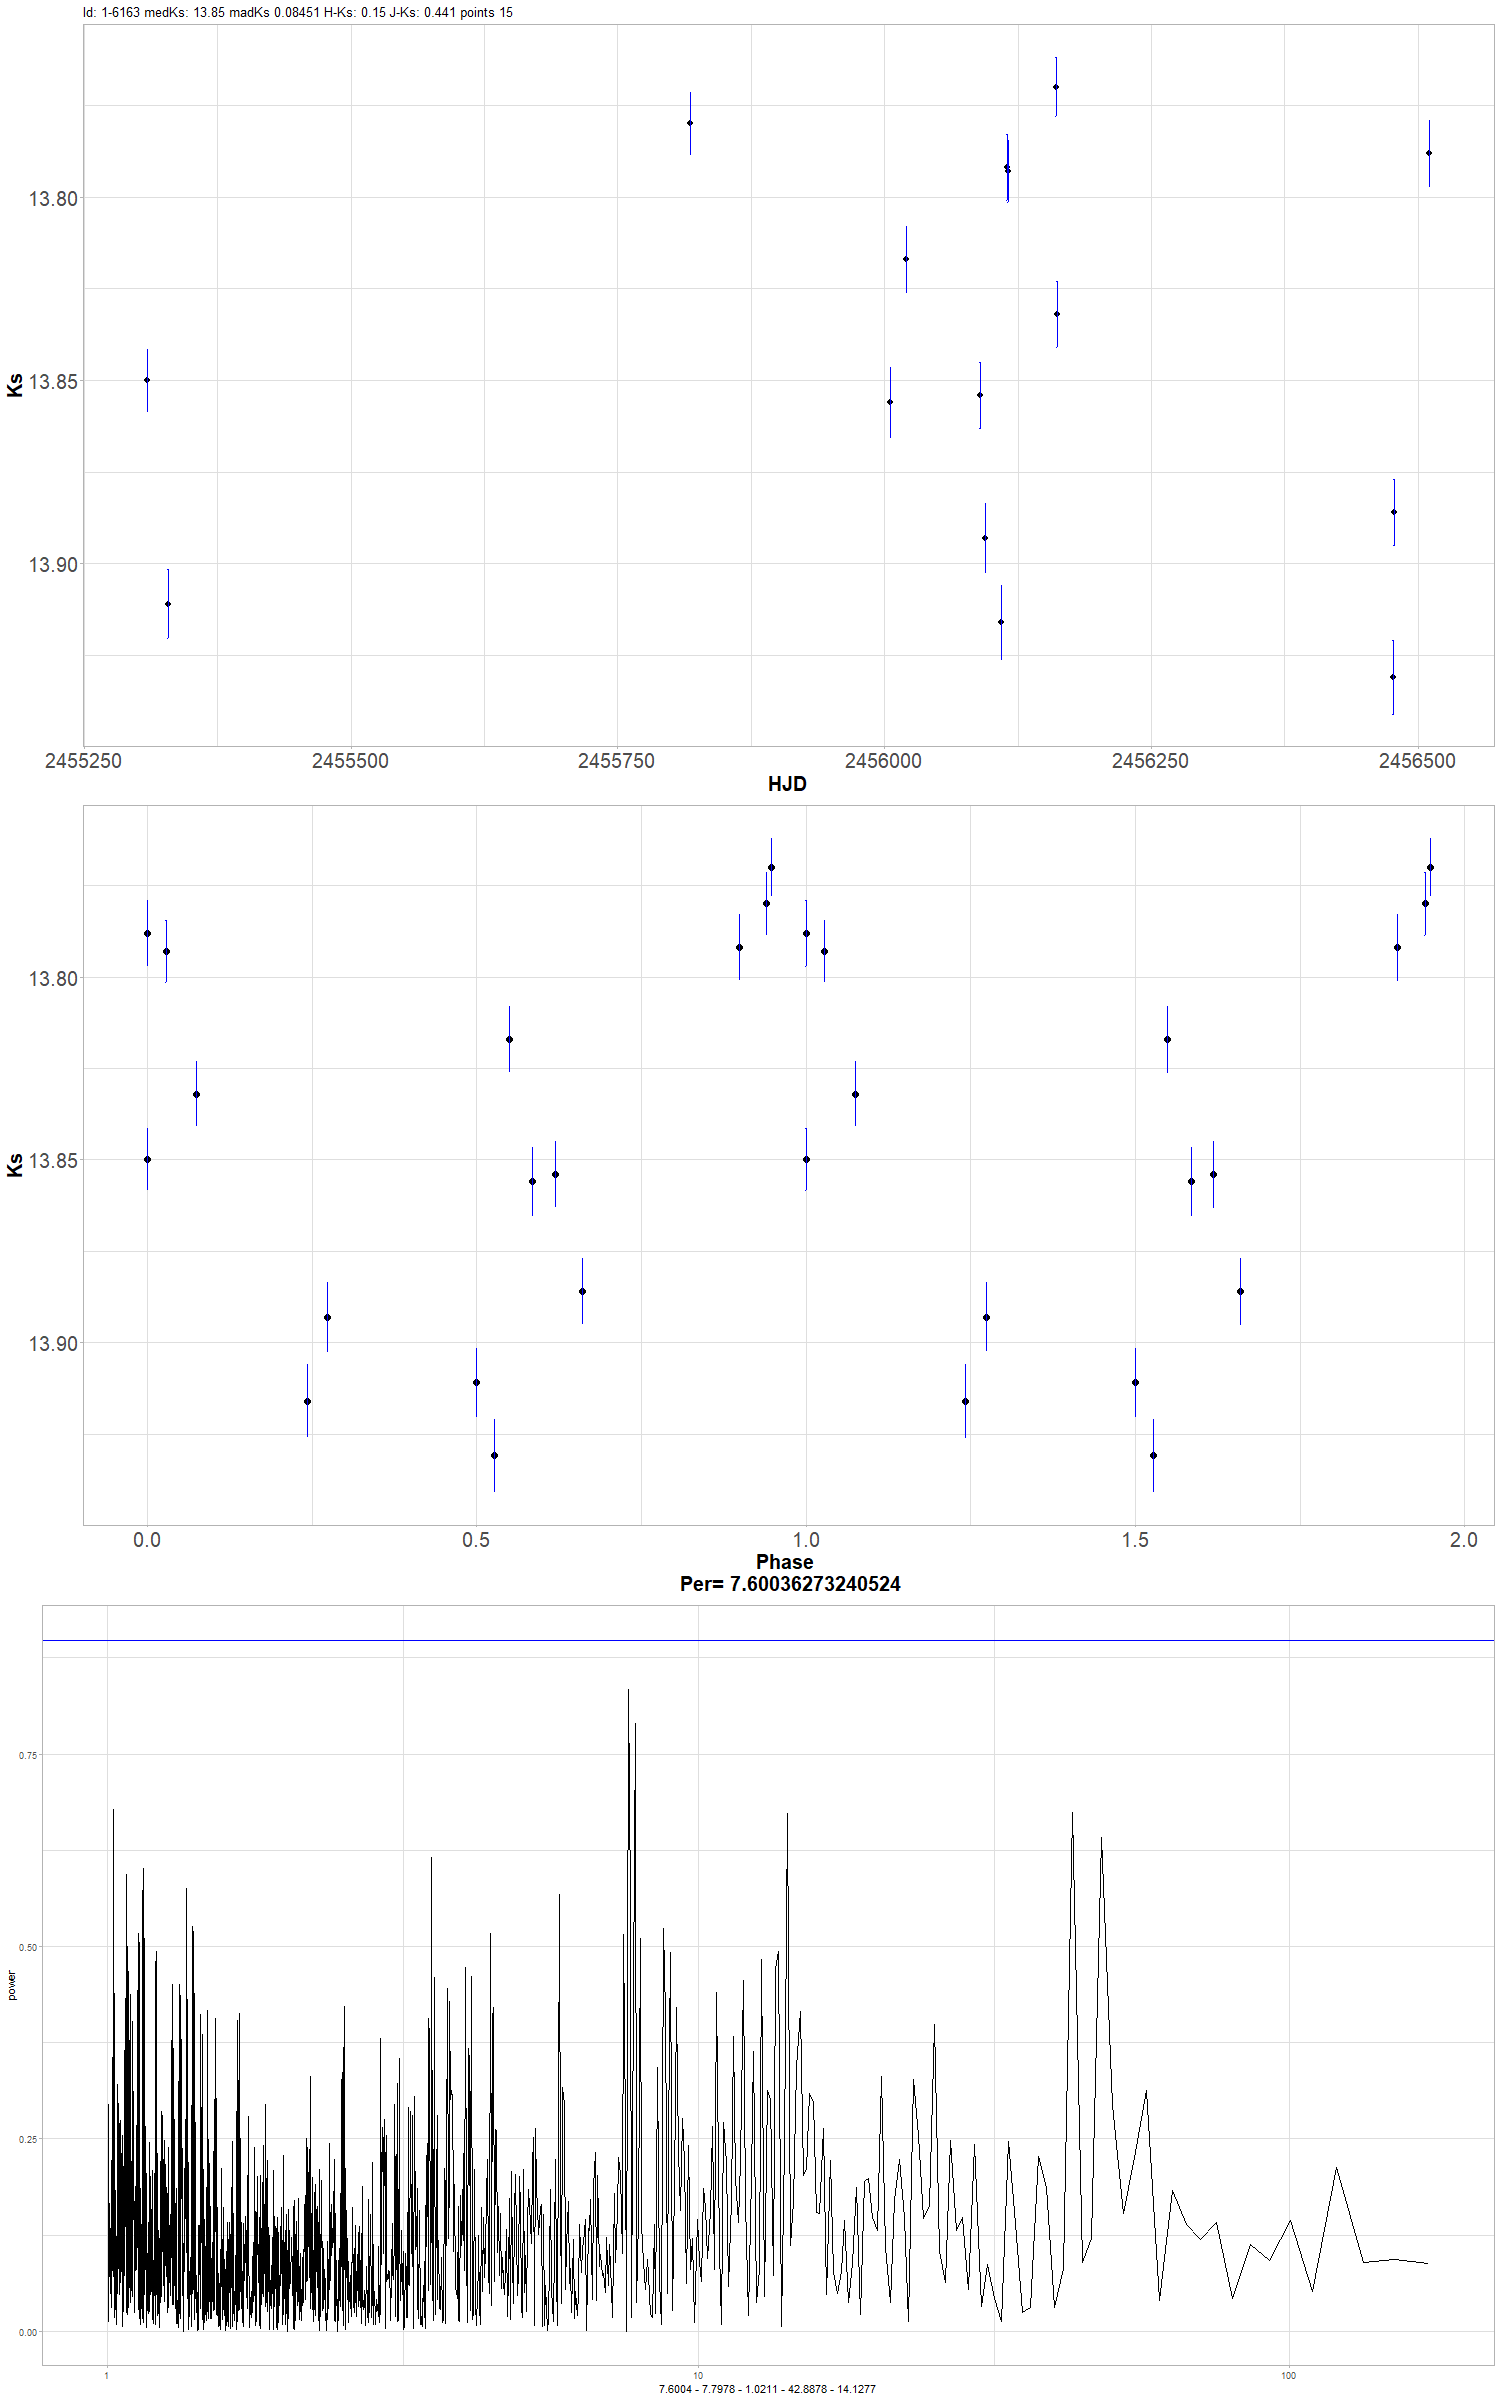 Id: 1-6163 medKs: 13.85 madKs 0.08451 H-Ks: 0.15 J-Ks: 0.441 points 15
13.80
13.85
13.90
Ks
2455250 2455500 2455750 2456000 2456250 2456500
HJD
13.80
13.85
13.90
Ks
0.0 0.5 1.0 1.5 2.0
Phase
Per= 7.60036273240524
0.75
0.50
0.25
0.00
power
1 10 100
7.6004 - 7.7978 - 1.0211 - 42.8878 - 14.1277